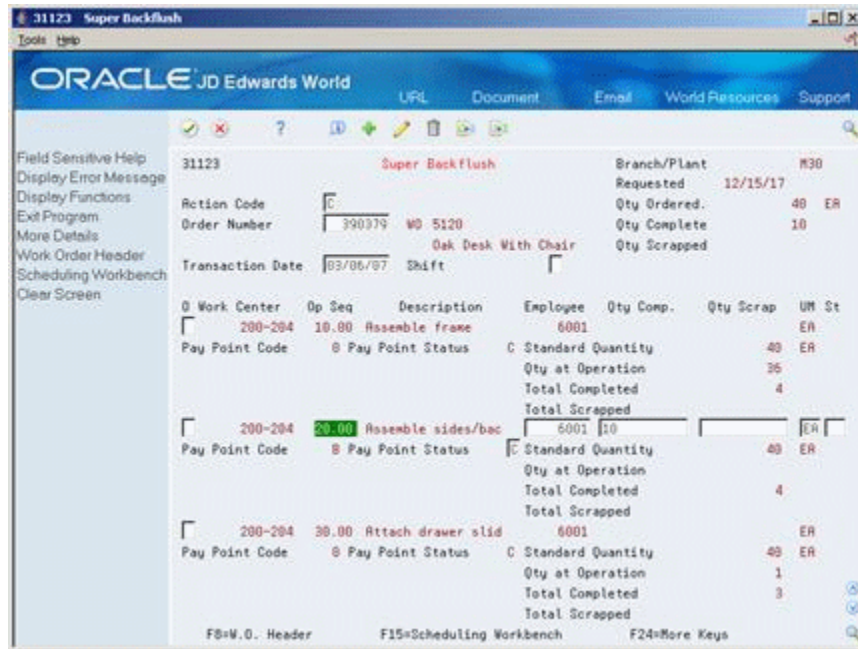 31123 Super Backflush
Tools Help
ORACLE JD Edwards World
URL Document Email World Resources Support
?
Field Sensitive Help
Display Error Message
Display Functions
Exit Program
More Details
Work Order Header
Scheduling Workbench
Clear Screen
31123 Super Backflush Branch/Plant M30
Requested 12/15/17
Action Code C Qty Ordered. 40 EA
Order Number 390379 WO 5120 Qty Complete 10
Oak Desk With Chair Qty Scrapped
Transaction Date 03/06/07 Shift
O Work Center Op Seq Description Employee Qty Comp. Qty Scrap UM St
200-204 10.00 Assemble frame 6001 EA
Pay Point Code Pay Point Status C Standard Quantity 40 EA
Qty at Operation 36
Total Completed 4
Total Scrapped
200-204 20.00 Assemble sides/bac 6001 10 EA
Pay Point Code B Pay Point Status C Standard Quantity 40 EA
Qty at Operation
Total Completed 4
Total Scrapped
200-204 30.00 Attach drawer slid 6001 EA
Pay Point Code Pay Point Status C Standard Quantity 40 EA
Qty at Operation 1
Total Completed 3
Total Scrapped
F8=W.O. Header F15=Scheduling Workbench F24=More Keys